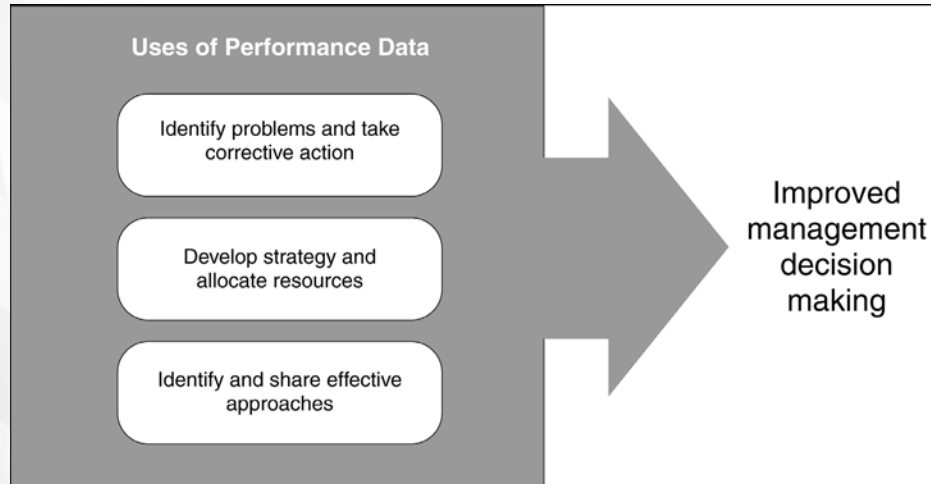 Uses of Performance Data
Identify problems and take
corrective action
Develop strategy and
allocate resources
Identify and share effective
approaches
Improved
management
decision
making